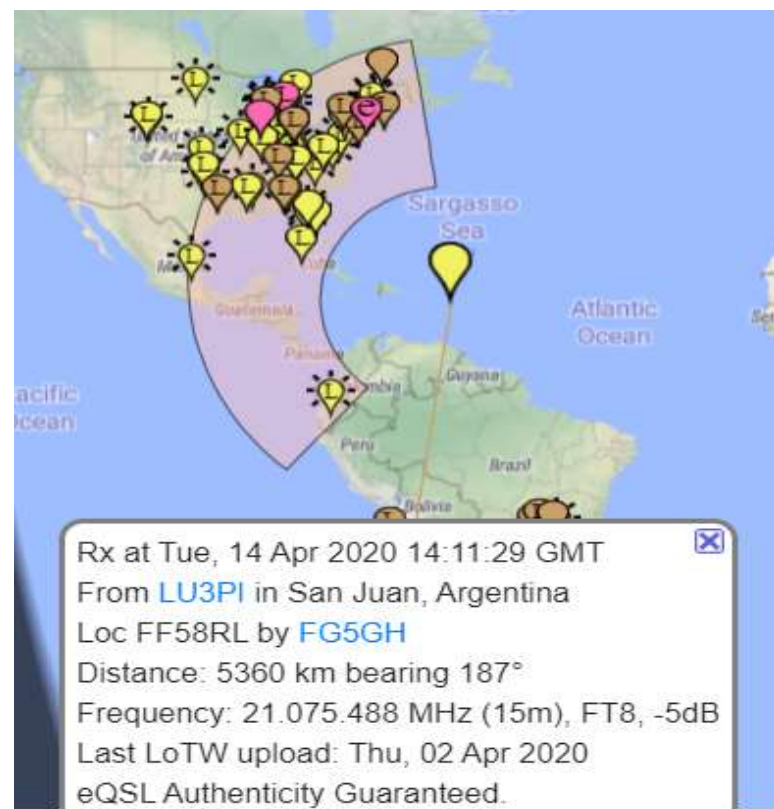 Sargasso
Sea
Cuba
Guatemala
Atlantic
Ocean
Panama
Guyana
acific
cean
Peru
Brazil
Bolivia
Rx at Tue, 14 Apr 2020 14:11:29 GMT
From LU3PI in San Juan, Argentina
Loc FF58RL by FG5GH
Distance: 5360 km bearing 187°
Frequency: 21.075.488 MHz (15m), FT8, -5dB
Last LoTW upload: Thu, 02 Apr 2020
eQSL Authenticity Guaranteed.